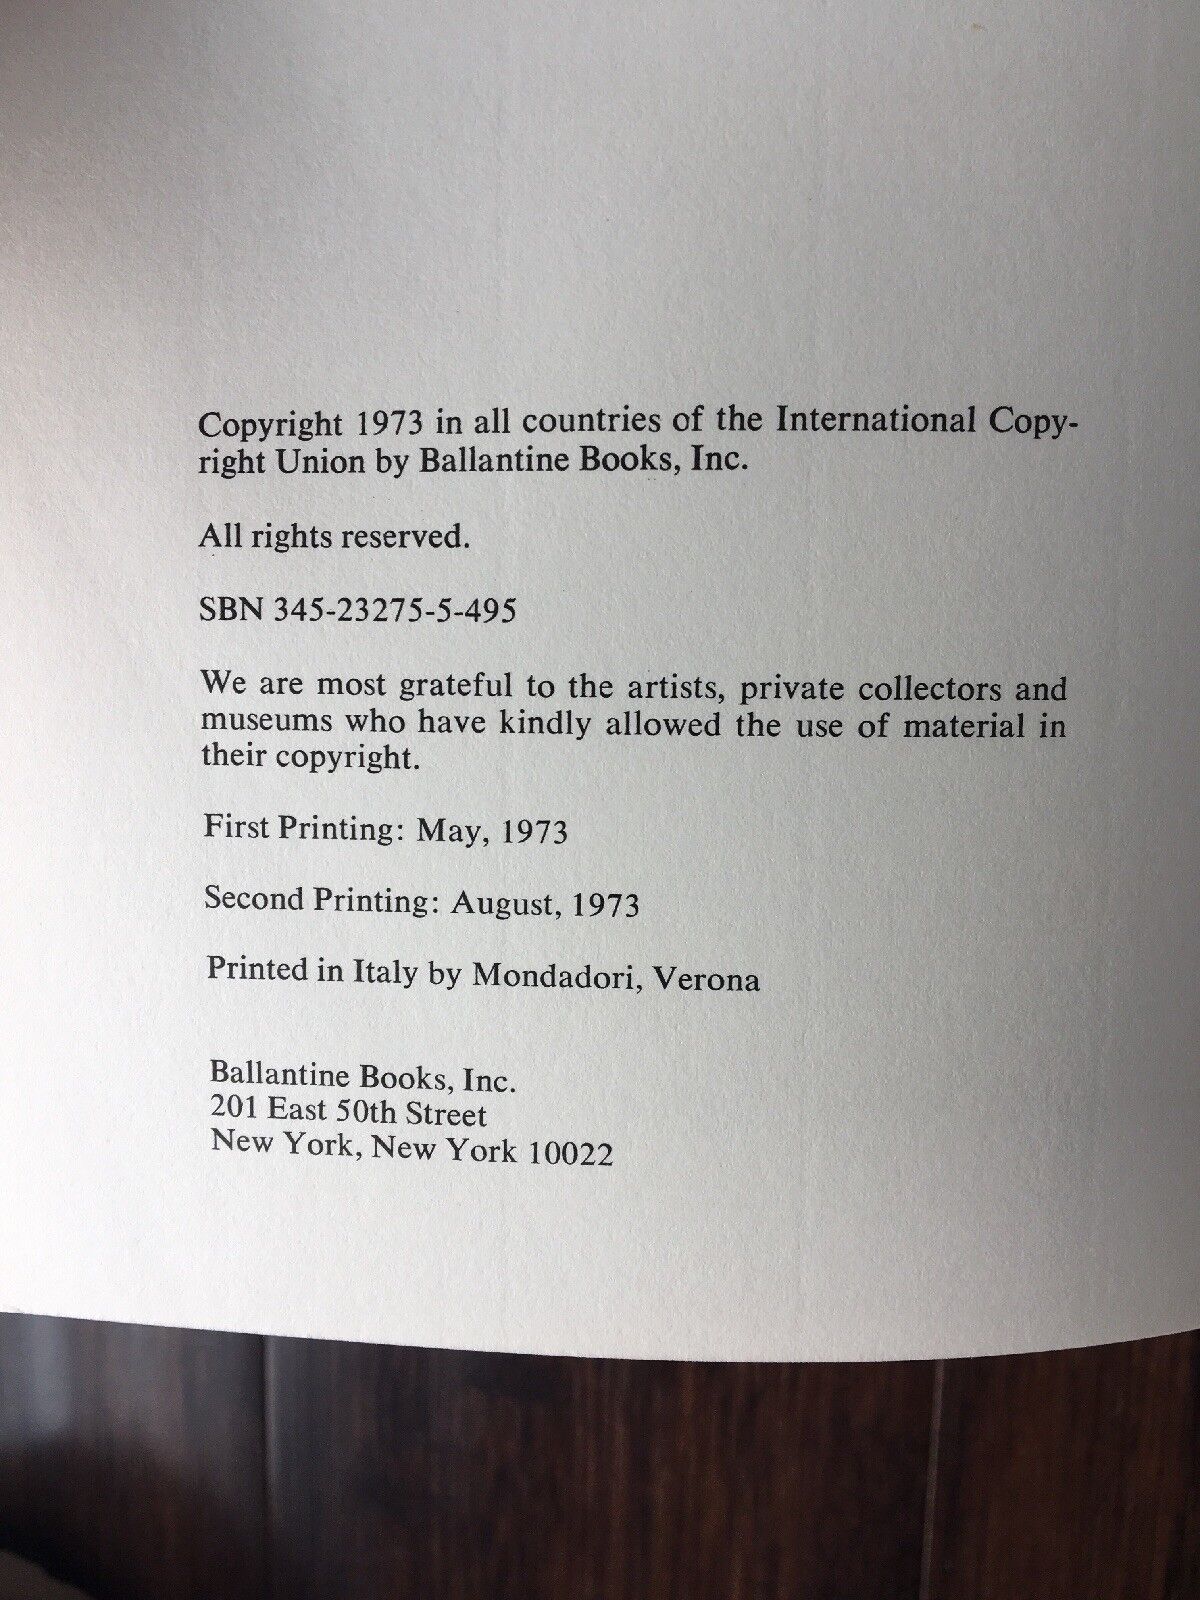 Copyright 1973 in all countries of the International Copy-
right Union by Ballantine Books, Inc.
All rights reserved.
SBN 345-23275-5-495
We are most grateful to the artists, private collectors and
museums who have kindly allowed the use of material in
their copyright.
First Printing: May, 1973
Second Printing: August, 1973
Printed in Italy by Mondadori, Verona
Ballantine Books, Inc.
201 East 50th Street
New York, New York 10022